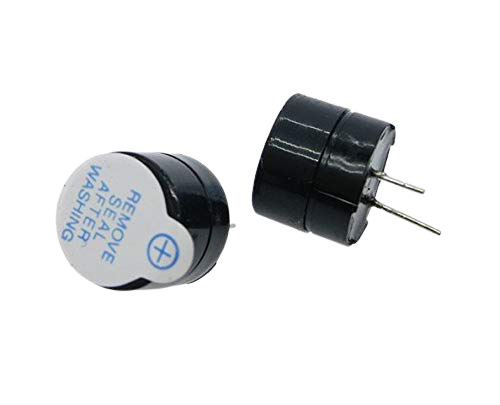 REMOVE
SEAL
AFTER
WASHING
+